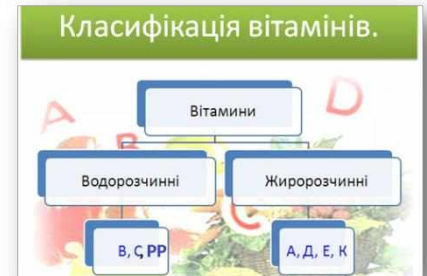 Класифікація вітамінів.
A
D
B
Вітамини
Водорозчинні
Жиророзчинні
C
В, С, РР
А, Д, Е, К